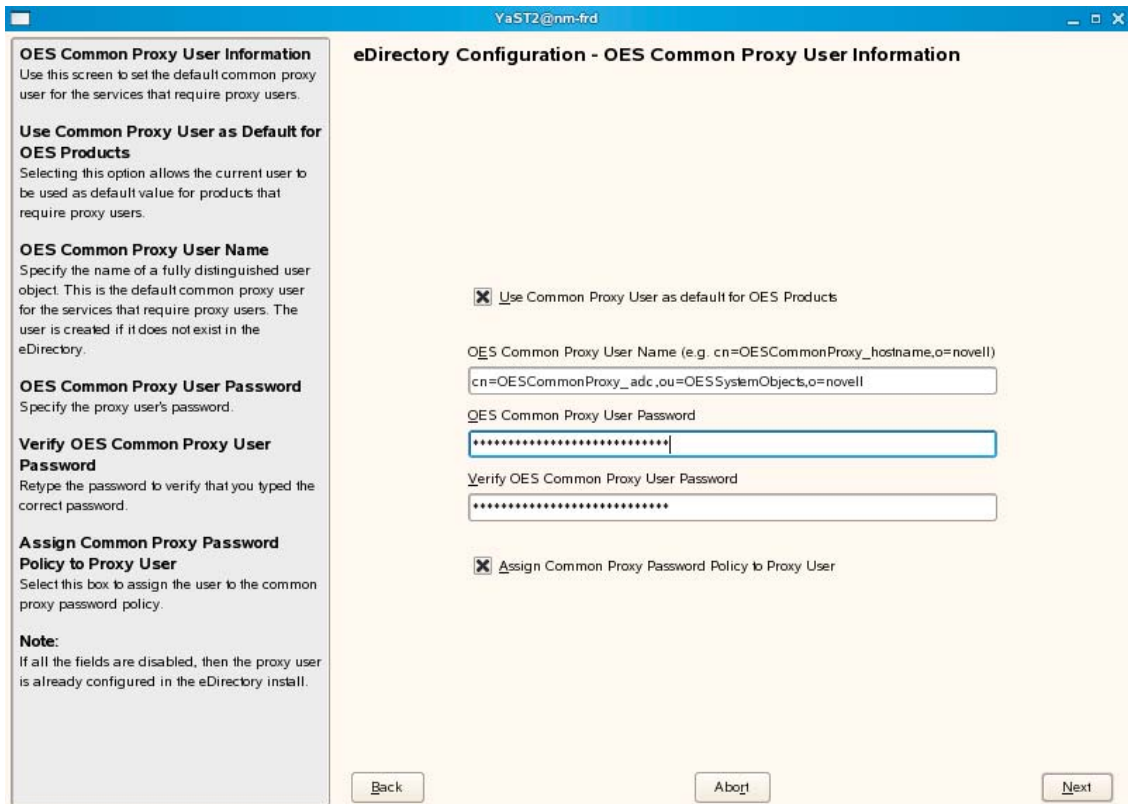 YaST2@nm-frd
OES Common Proxy User Information
Use this screen to set the default common proxy
user for the services that require proxy users.
Use Common Proxy User as Default for
OES Products
Selecting this option allows the current user to
be used as default value for products that
require proxy users.
OES Common Proxy User Name
Specify the name of a fully distinguished user
object. This is the default common proxy user
for the services that require proxy users. The
user is created if it does not exist in the
eDirectory.
OES Common Proxy User Password
Specify the proxy user's password.
Verify OES Common Proxy User
Password
Retype the password to verify that you typed the
correct password.
Assign Common Proxy Password
Policy to Proxy User
Select this box to assign the user to the common
proxy password policy.
Note:
If all the fields are disabled, then the proxy user
is already configured in the eDirectory install.
eDirectory Configuration - OES Common Proxy User Information
Use Common Proxy User as default for OES Products
OES Common Proxy User Name (e.g. cn=OESCommonProxy_hostname,o=novell)
cn=OESCommonProxy_adc,ou=OESSystemObjects,o=novell
OES Common Proxy User Password
****************************
Verify OES Common Proxy User Password
****************************
Assign Common Proxy Password Policy to Proxy User
Back
Abort
Next